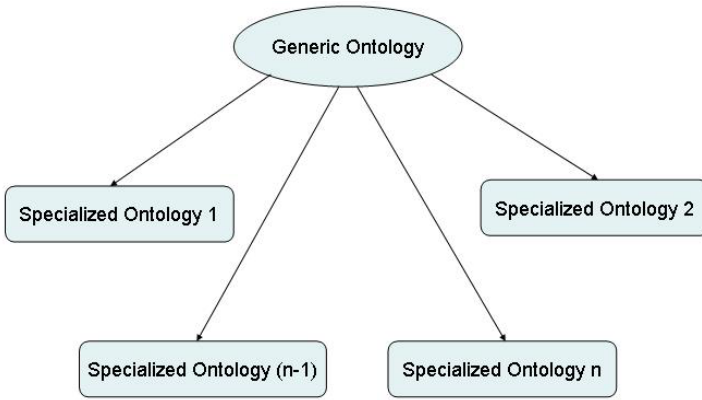 Generic Ontology
Specialized Ontology 1
Specialized Ontology 2
Specialized Ontology (n-1)
Specialized Ontology n